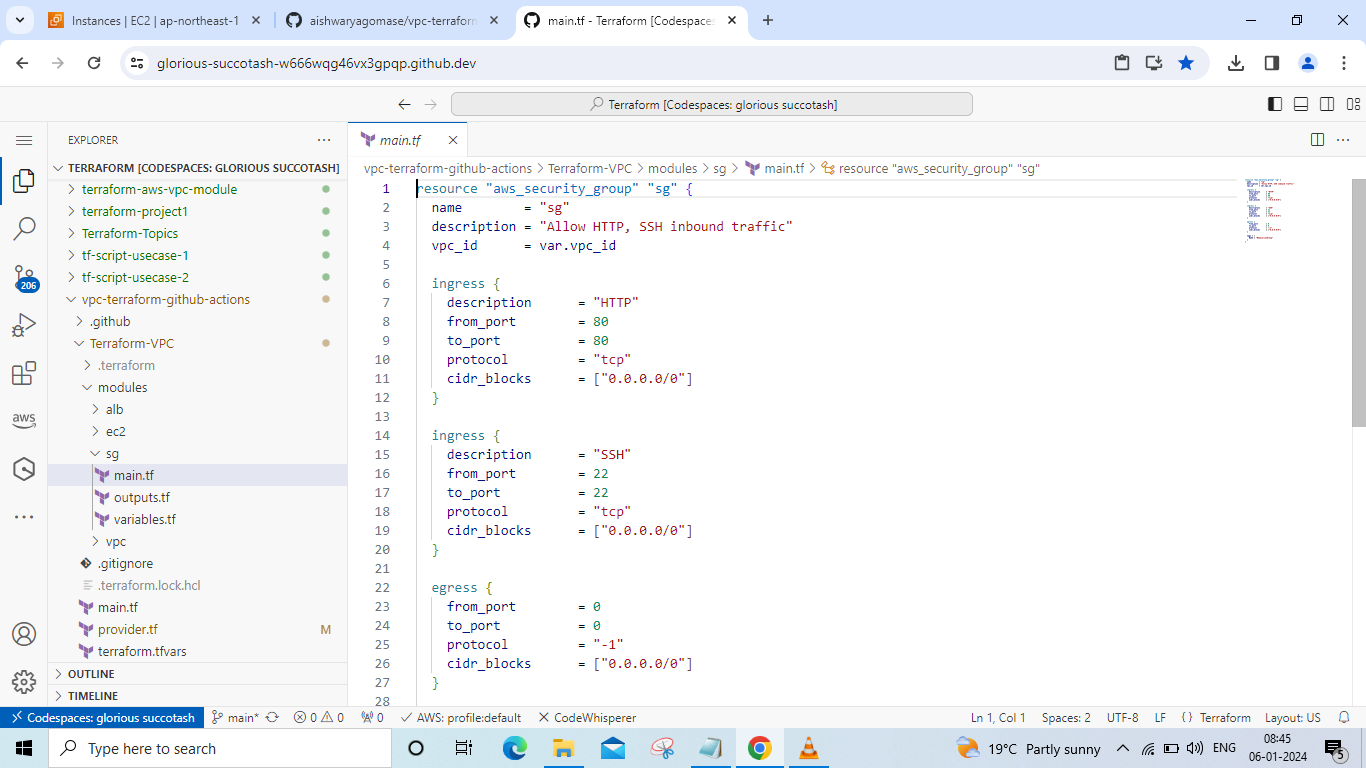 Instances | EC2 | ap-northeast-1
aishwaryagomase/vpc-terraform
main.tf - Terraform [Codespaces:
glorious-succotash-w666wqg46vx3gpqp.github.dev
Terraform [Codespaces: glorious succotash]
EXPLORER
TERRAFORM [CODESPACES: GLORIOUS SUCCOTASH]
terraform-aws-vpc-module
terraform-project1
Terraform-Topics
tf-script-usecase-1
tf-script-usecase-2
206
vpc-terraform-github-actions
.github
Terraform-VPC
.terraform
modules
alb
aws
ec2
sg
main.tf
outputs.tf
variables.tf
vpc
.gitignore
.terraform.lock.hcl
main.tf
provider.tf M
terraform.tfvars
OUTLINE
TIMELINE
main.tf
vpc-terraform-github-actions > Terraform-VPC > modules > sg > main.tf > resource "aws_security_group" "sg"
1 resource "aws_security_group" "sg" {
2 name = "sg"
3 description = "Allow HTTP, SSH inbound traffic"
4 vpc_id = var.vpc_id
5
6 ingress {
7 description = "HTTP"
8 from_port = 80
9 to_port = 80
10 protocol = "tcp"
11 cidr_blocks = ["0.0.0.0/0"]
12 }
13
14 ingress {
15 description = "SSH"
16 from_port = 22
17 to_port = 22
18 protocol = "tcp"
19 cidr_blocks = ["0.0.0.0/0"]
20 }
21
22 egress {
23 from_port = 0
24 to_port = 0
25 protocol = "-1"
26 cidr_blocks = ["0.0.0.0/0"]
27 }
28
Codespaces: glorious succotash main* 0 0 0 AWS: profile:default CodeWhisperer Ln 1, Col 1 Spaces: 2 UTF-8 LF {} Terraform Layout: US
Type here to search
19°C Partly sunny
ENG
08:45
06-01-2024
5